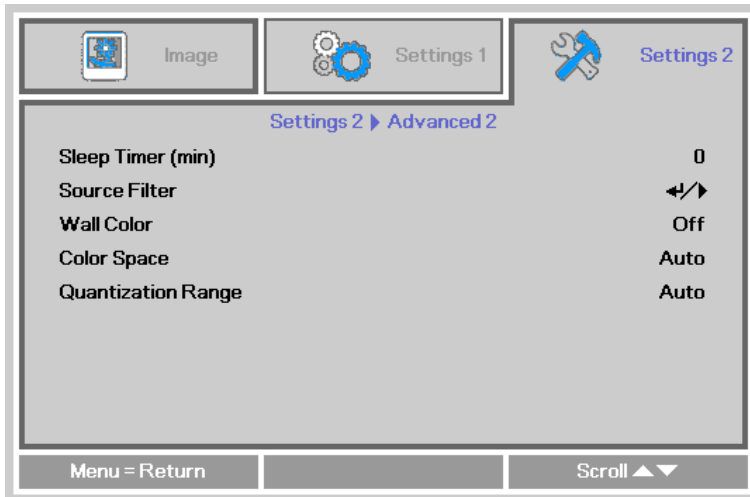 Image
Settings 1
Settings 2
Settings 2 ▶ Advanced 2
Sleep Timer (min) 0
Source Filter ↵/▶
Wall Color Off
Color Space Auto
Quantization Range Auto
Menu = Return
Scroll ▲▼